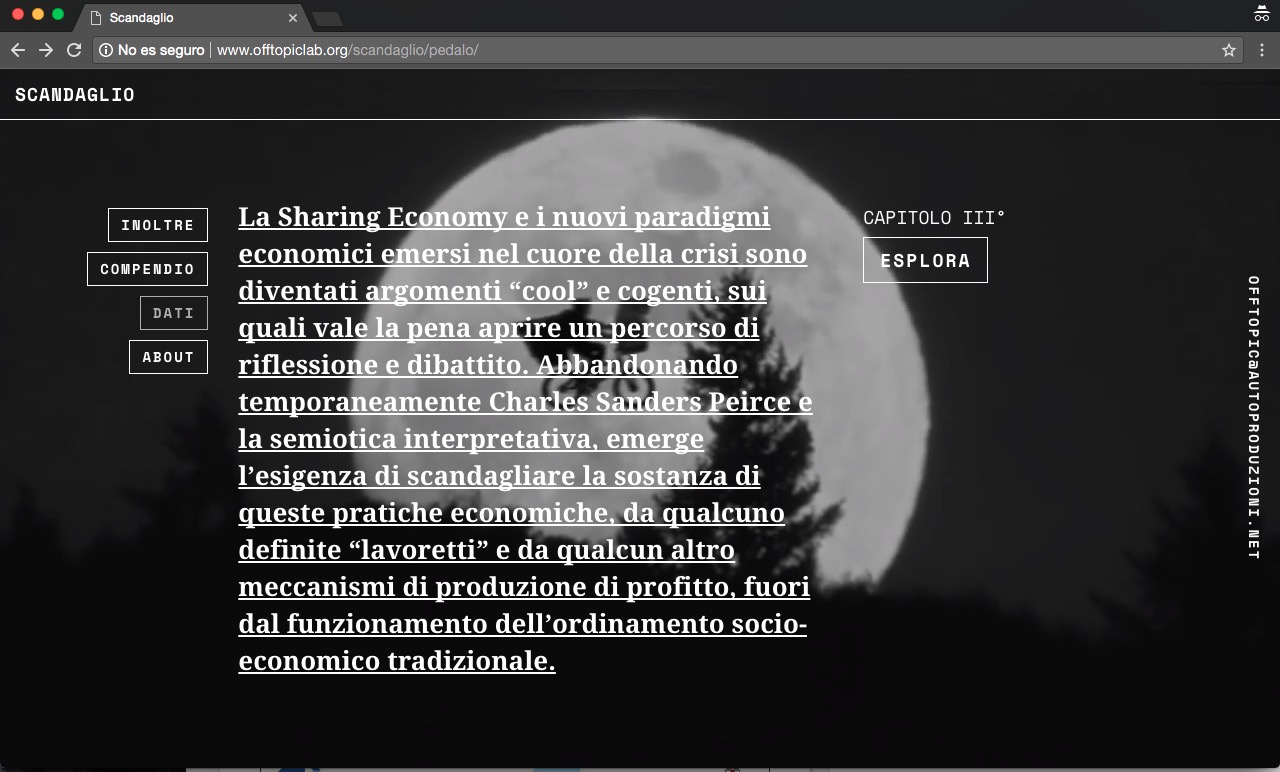 Scandaglio
No es seguro | www.offtopiclab.org/scandaglio/pedalo/
SCANDAGLIO
INOLTRE
COMPENDIO
DATI
ABOUT
La Sharing Economy e i nuovi paradigmi
economici emersi nel cuore della crisi sono
diventati argomenti “cool” e cogenti, sui
quali vale la pena aprire un percorso di
riflessione e dibattito. Abbandonando
temporaneamente Charles Sanders Peirce e
la semiotica interpretativa, emerge
l’esigenza di scandagliare la sostanza di
queste pratiche economiche, da qualcuno
definite “lavoretti” e da qualcun altro
meccanismi di produzione di profitto, fuori
dal funzionamento dell’ordinamento socio-
economico tradizionale.
CAPITOLO III°
ESPLORA
OFFTOPIC@AUTOPRODUZIONI.NET